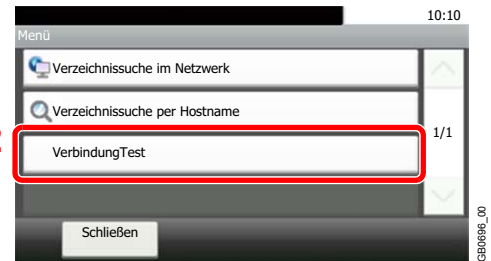 10:10
Menü
Verzeichnissuche im Netzwerk
Verzeichnissuche per Hostname
1/1
VerbindungTest
Schließen
GB0696_00